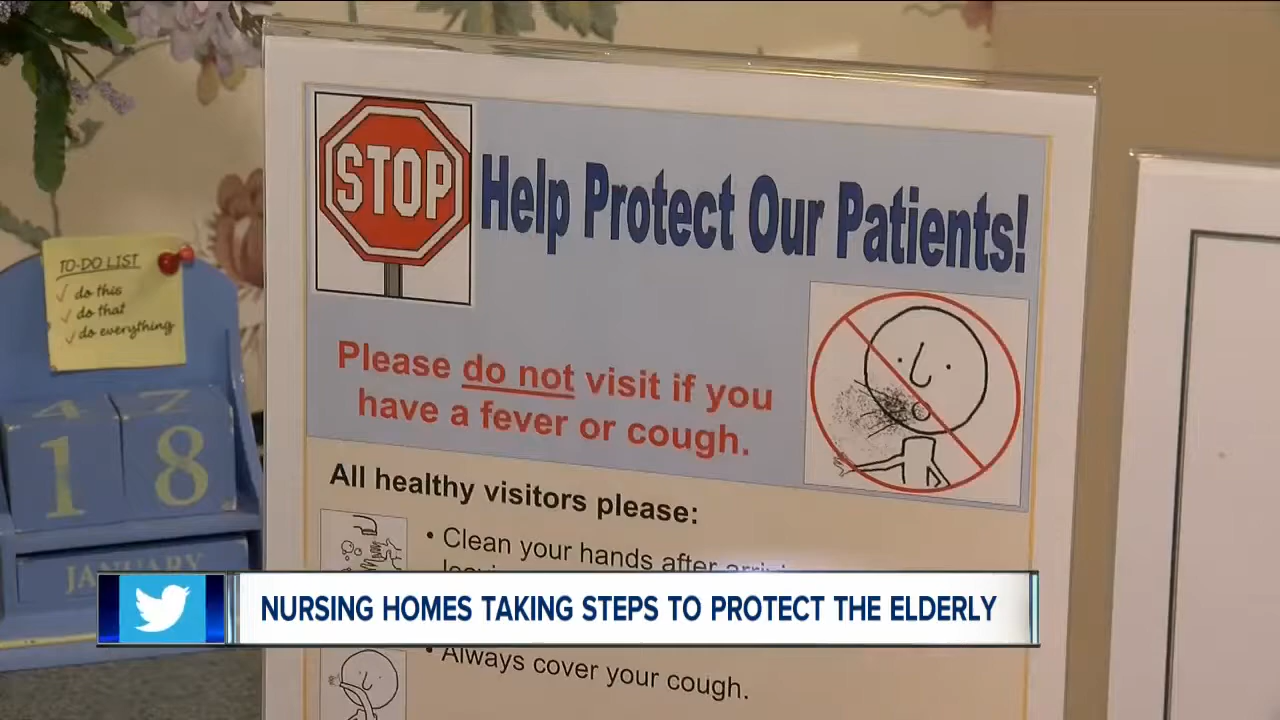 STOP
Help Protect Our Patients!
Please do not visit if you
have a fever or cough.
All healthy visitors please:
• Clean your hands after
• Always cover your cough.
TO-DO LIST
✓ do this
✓ do that
✓ do everything
18
JANUARY
NURSING HOMES TAKING STEPS TO PROTECT THE ELDERLY